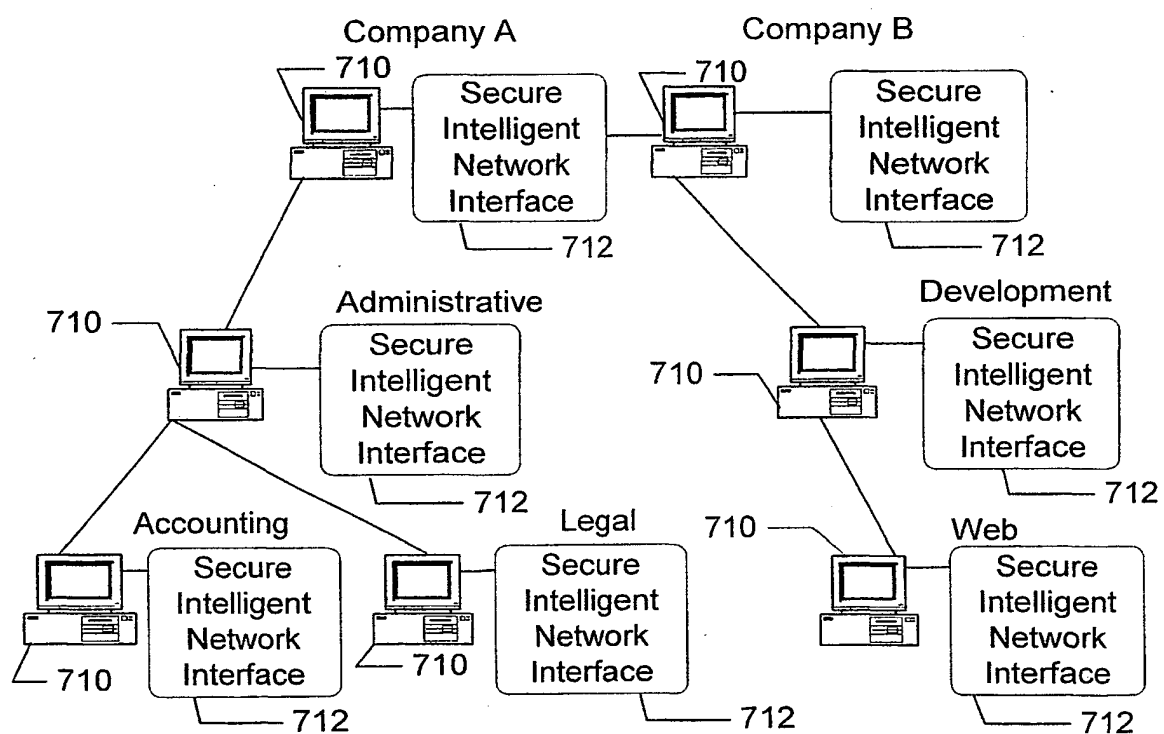 Company A
Company B
710
710
Secure
Intelligent
Network
Interface
712
Secure
Intelligent
Network
Interface
712
Administrative
710
Secure
Intelligent
Network
Interface
712
Development
710
Secure
Intelligent
Network
Interface
712
Accounting
710
Secure
Intelligent
Network
Interface
712
Legal
710
Secure
Intelligent
Network
Interface
712
Web
710
Secure
Intelligent
Network
Interface
712